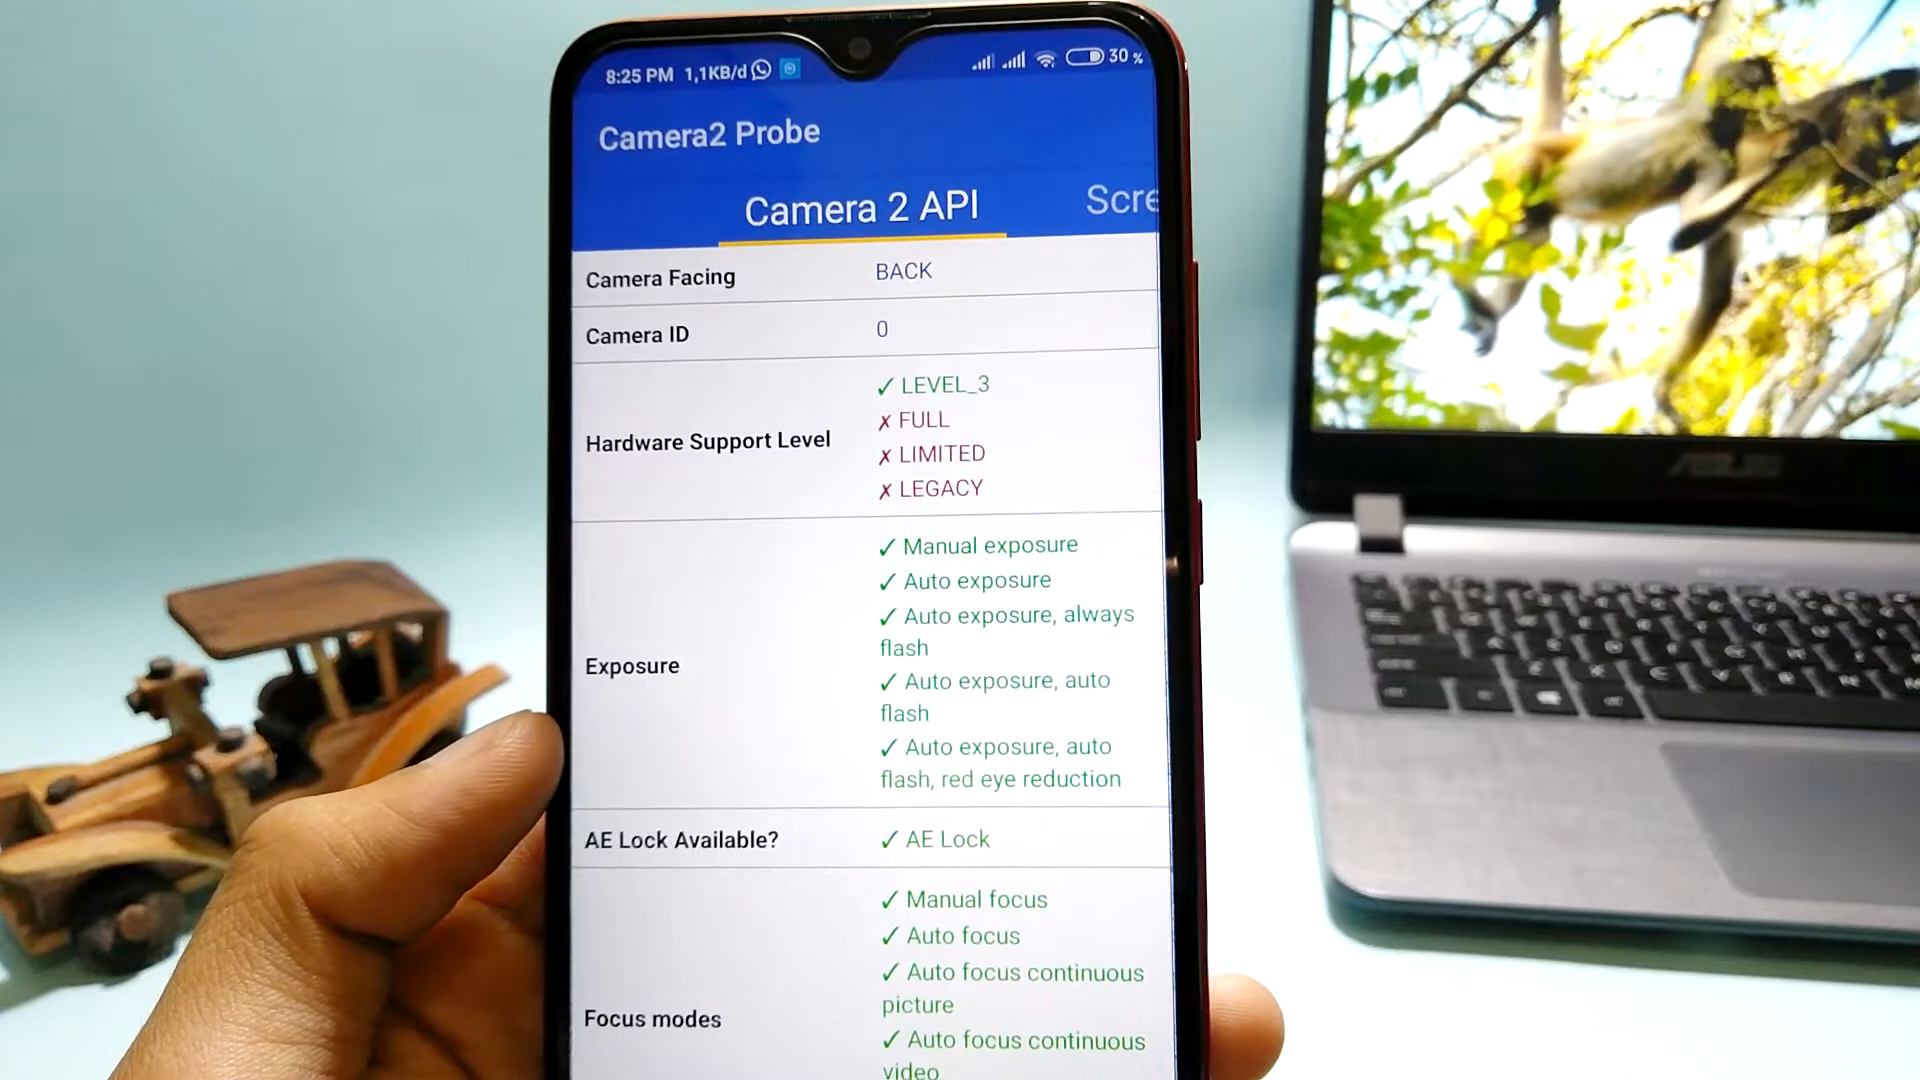 8:25 PM 1,1KB/d 30 %
Camera2 Probe
Camera 2 API Scre
Camera Facing BACK
Camera ID 0
Hardware Support Level
✓ LEVEL_3
✗ FULL
✗ LIMITED
✗ LEGACY
Exposure
✓ Manual exposure
✓ Auto exposure
✓ Auto exposure, always
flash
✓ Auto exposure, auto
flash
✓ Auto exposure, auto
flash, red eye reduction
AE Lock Available? ✓ AE Lock
Focus modes
✓ Manual focus
✓ Auto focus
✓ Auto focus continuous
picture
✓ Auto focus continuous
video
ASUS